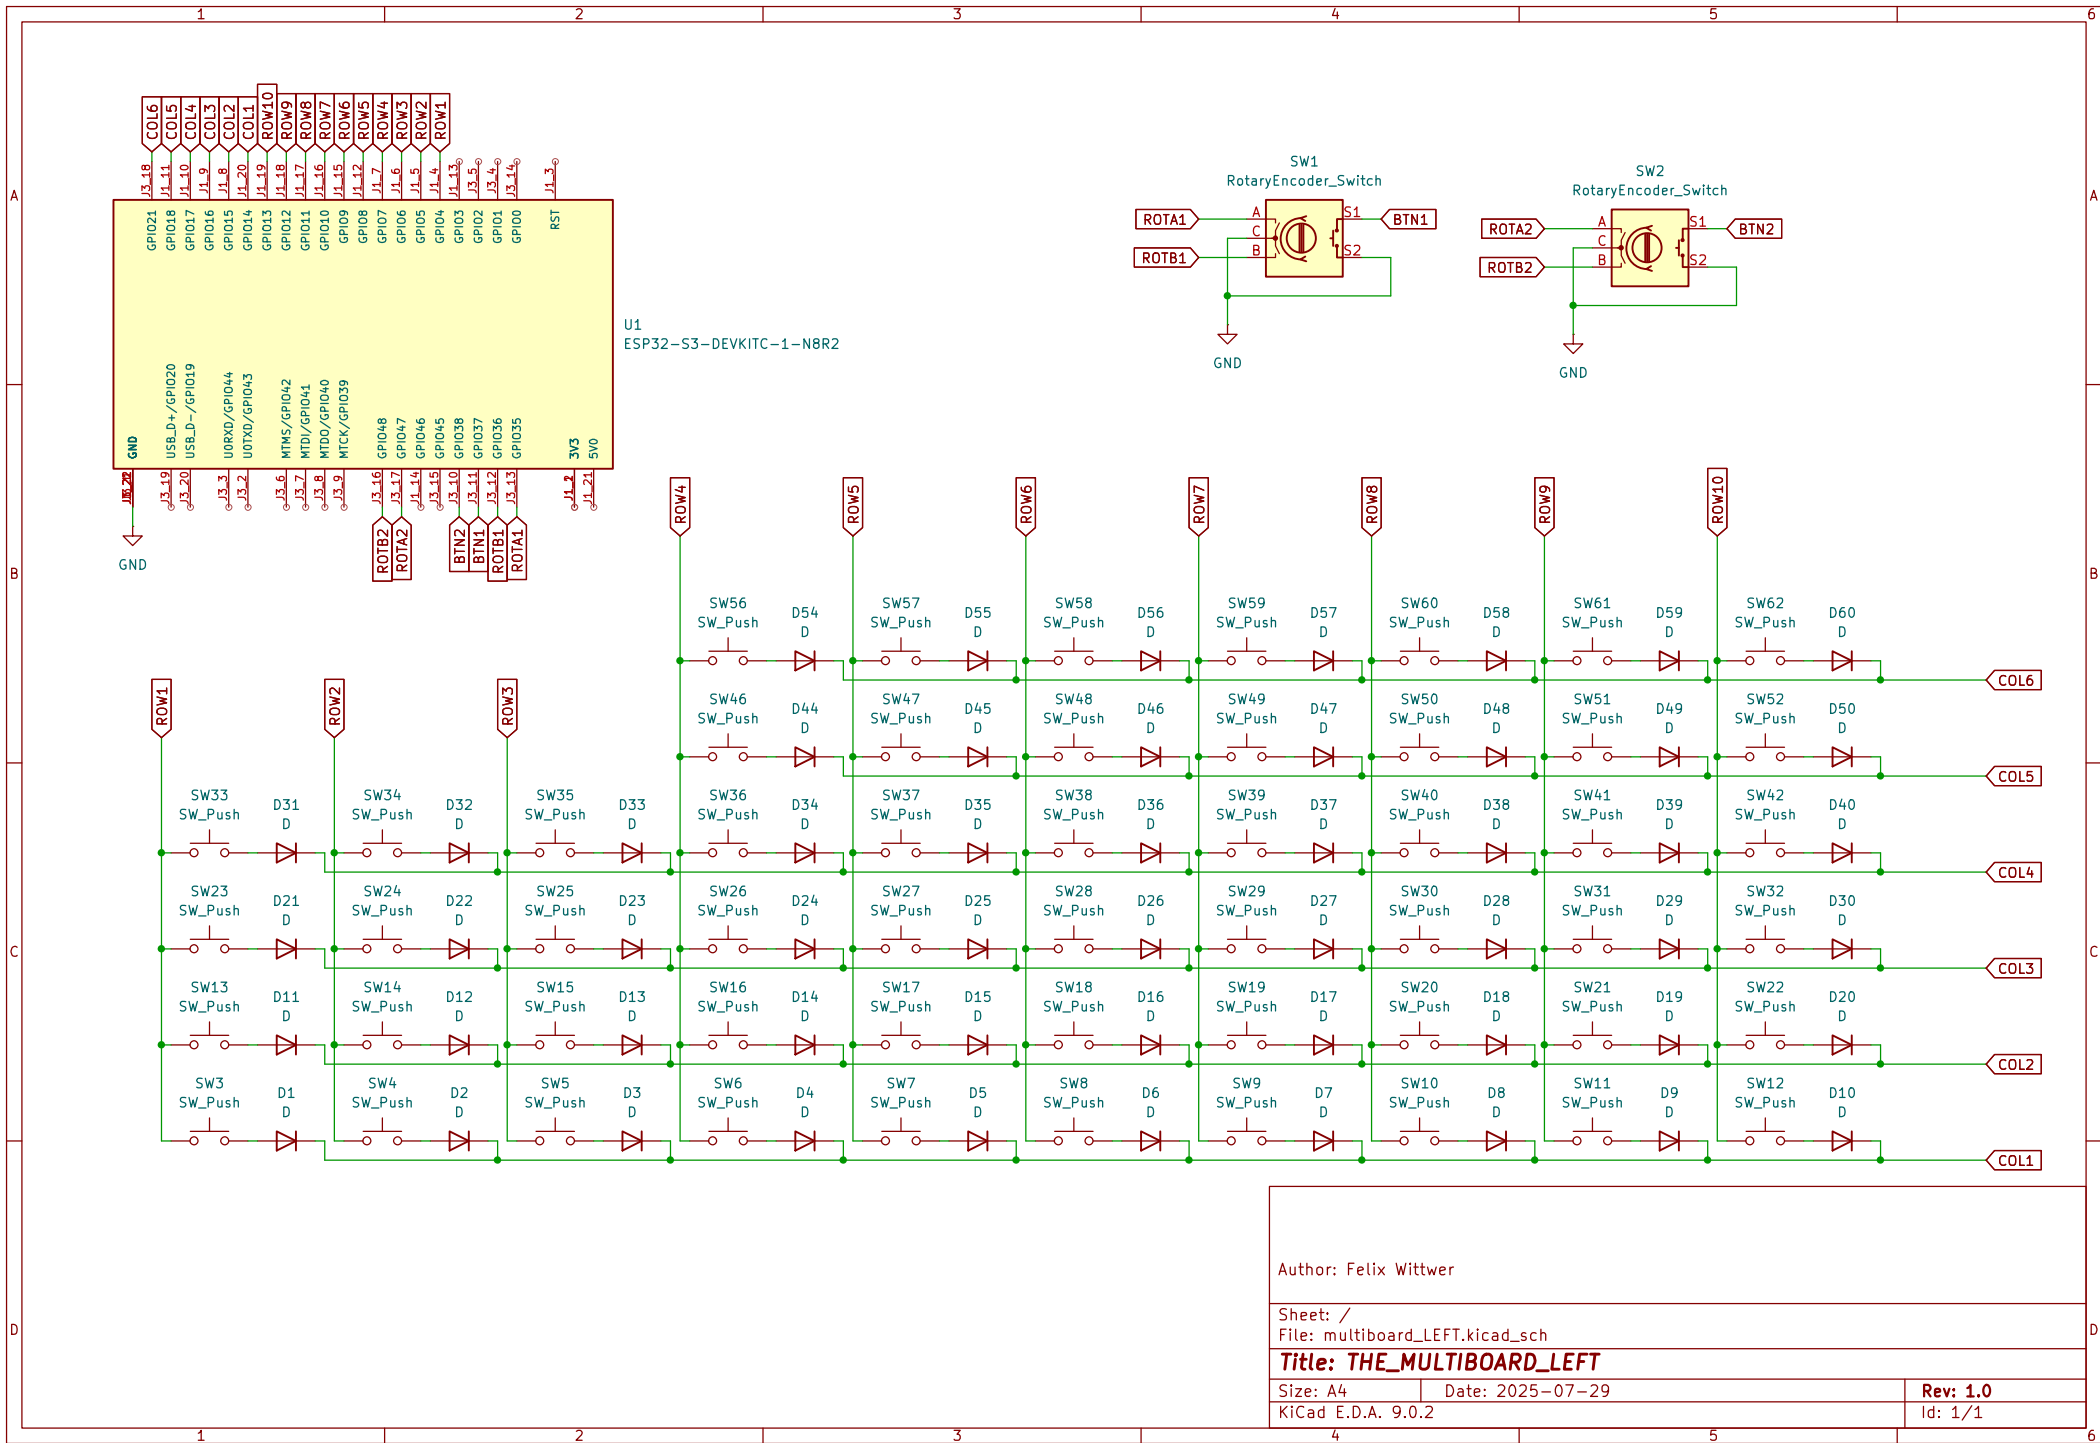 1 2 3 4 5 6
COL6 COL5 COL4 COL3 COL2 COL1 ROW10 ROW9 ROW8 ROW7 ROW6 ROW5 ROW4 ROW3 ROW2 ROW1
J3_18 J1_11 J1_10 J1_9 J1_8 J1_20 J1_19 J1_18 J1_17 J1_16 J1_15 J1_12 J1_7 J1_6 J1_5 J1_4 J1_13 J3_5 J3_4 J3_14 J1_3
GPIO21 GPIO18 GPIO17 GPIO16 GPIO15 GPIO14 GPIO13 GPIO12 GPIO11 GPIO10 GPIO9 GPIO8 GPIO7 GPIO6 GPIO5 GPIO4 GPIO3 GPIO2 GPIO1 GPIO0 RST
A A
U1
ESP32-S3-DEVKITC-1-N8R2
GND USB_D+/GPIO20 USB_D-/GPIO19 U0RXD/GPIO44 U0TXD/GPIO43 MTMS/GPIO42 MTDI/GPIO41 MTDO/GPIO40 MTCK/GPIO39 GPIO48 GPIO47 GPIO46 GPIO45 GPIO38 GPIO37 GPIO36 GPIO35 3V3 5V0
J3_19 J3_20 J3_3 J3_2 J3_6 J3_7 J3_8 J3_9 J3_16 J3_17 J1_14 J3_15 J3_10 J3_11 J3_12 J3_13 J1_21
GND
ROTB2 ROTA2 BTN2 BTN1 ROTB1 ROTA1
SW1
RotaryEncoder_Switch
ROTA1 A S1 BTN1
C
ROTB1 B S2
GND
SW2
RotaryEncoder_Switch
ROTA2 A S1 BTN2
C
ROTB2 B S2
GND
ROW4 ROW5 ROW6 ROW7 ROW8 ROW9 ROW10
B B
SW56 D54 SW57 D55 SW58 D56 SW59 D57 SW60 D58 SW61 D59 SW62 D60
SW_Push D SW_Push D SW_Push D SW_Push D SW_Push D SW_Push D SW_Push D
COL6
ROW1 ROW2 ROW3
SW46 D44 SW47 D45 SW48 D46 SW49 D47 SW50 D48 SW51 D49 SW52 D50
SW_Push D SW_Push D SW_Push D SW_Push D SW_Push D SW_Push D SW_Push D
COL5
SW33 D31 SW34 D32 SW35 D33 SW36 D34 SW37 D35 SW38 D36 SW39 D37 SW40 D38 SW41 D39 SW42 D40
SW_Push D SW_Push D SW_Push D SW_Push D SW_Push D SW_Push D SW_Push D SW_Push D SW_Push D SW_Push D
COL4
SW23 D21 SW24 D22 SW25 D23 SW26 D24 SW27 D25 SW28 D26 SW29 D27 SW30 D28 SW31 D29 SW32 D30
SW_Push D SW_Push D SW_Push D SW_Push D SW_Push D SW_Push D SW_Push D SW_Push D SW_Push D SW_Push D
C C
COL3
SW13 D11 SW14 D12 SW15 D13 SW16 D14 SW17 D15 SW18 D16 SW19 D17 SW20 D18 SW21 D19 SW22 D20
SW_Push D SW_Push D SW_Push D SW_Push D SW_Push D SW_Push D SW_Push D SW_Push D SW_Push D SW_Push D
COL2
SW3 D1 SW4 D2 SW5 D3 SW6 D4 SW7 D5 SW8 D6 SW9 D7 SW10 D8 SW11 D9 SW12 D10
SW_Push D SW_Push D SW_Push D SW_Push D SW_Push D SW_Push D SW_Push D SW_Push D SW_Push D SW_Push D
COL1
Author: Felix Wittwer
Sheet: /
File: multiboard_LEFT.kicad_sch
D D
Title: THE_MULTIBOARD_LEFT
Size: A4 Date: 2025-07-29 Rev: 1.0
KiCad E.D.A. 9.0.2 Id: 1/1
1 2 3 4 5 6